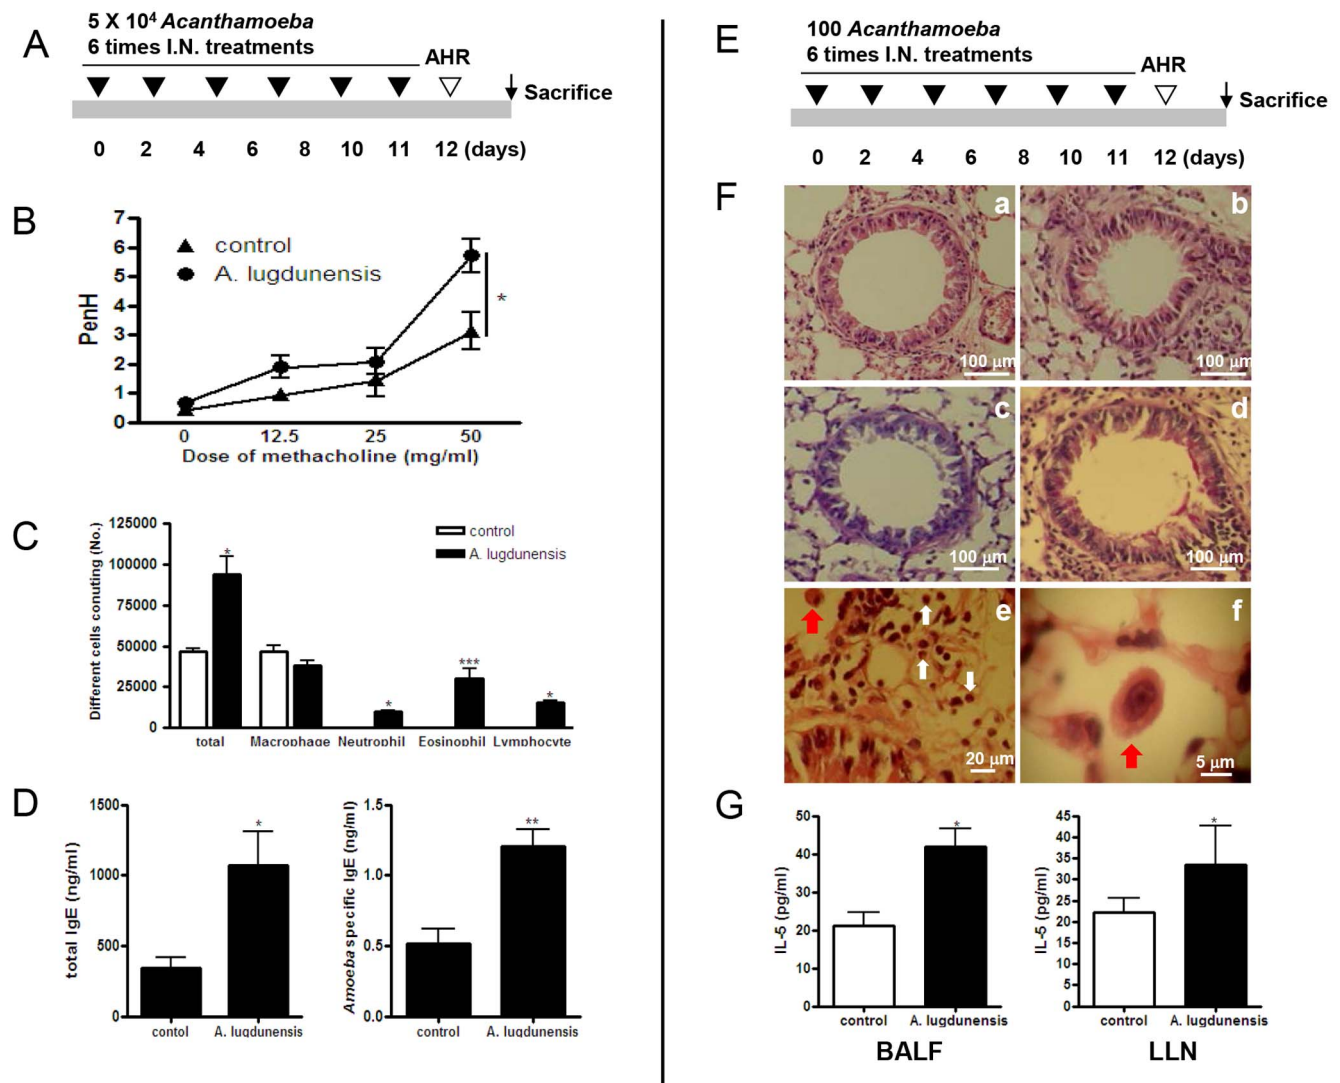 A
5 X 10⁴ Acanthamoeba
6 times I.N. treatments
AHR
Sacrifice
0 2 4 6 8 10 11 12 (days)
B
PenH
7
6
5
4
3
2
1
0
control
A. lugdunensis
*
0 12.5 25 50
Dose of methacholine (mg/ml)
C
Different cells conuting (No.)
125000
100000
75000
50000
25000
0
control
A. lugdunensis
* * *** *
total Macrophage Neutrophil Eosinophil Lymphocyte
D
total IgE (ng/ml)
1500
1000
500
0
*
contol A. lugdunensis
Amoeba specific IgE (ng/ml)
1.5
1.0
0.5
0.0
**
control A. lugdunensis
E
100 Acanthamoeba
6 times I.N. treatments
AHR
Sacrifice
0 2 4 6 8 10 11 12 (days)
F
a
100 µm
b
100 µm
c
100 µm
d
100 µm
e
20 µm
f
5 µm
G
IL-5 (pg/ml)
50
40
30
20
10
0
*
control A. lugdunensis
BALF
IL-5 (pg/ml)
45
40
35
30
25
20
15
10
5
0
*
control A. lugdunensis
LLN